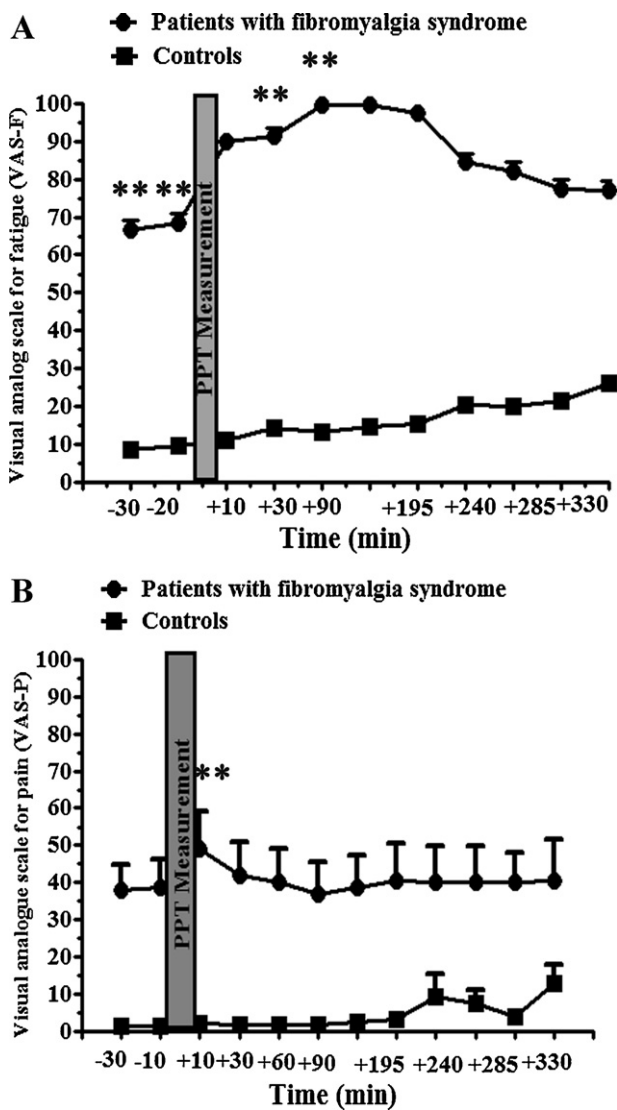 A
Patients with fibromyalgia syndrome
Controls
**
**
** **
Visual analog scale for fatigue (VAS-F)
100
90
80
70
60
50
40
30
20
10
0
PPT Measurement
-30 -20 +10 +30 +90 +195 +240 +285 +330
Time (min)
B
Patients with fibromyalgia syndrome
Controls
**
Visual analogue scale for pain (VAS-P)
100
90
80
70
60
50
40
30
20
10
0
PPT Measurement
-30 -10 +10 +30 +60 +90 +195 +240 +285 +330
Time (min)